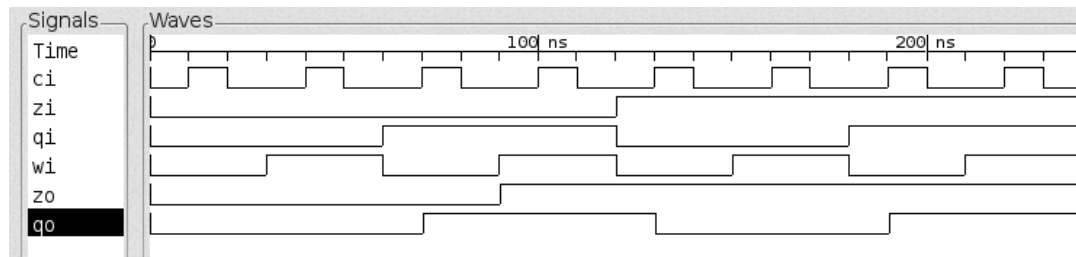 Signals Waves
Time 0 100 ns 200 ns
ci
zi
qi
wi
zo
qo